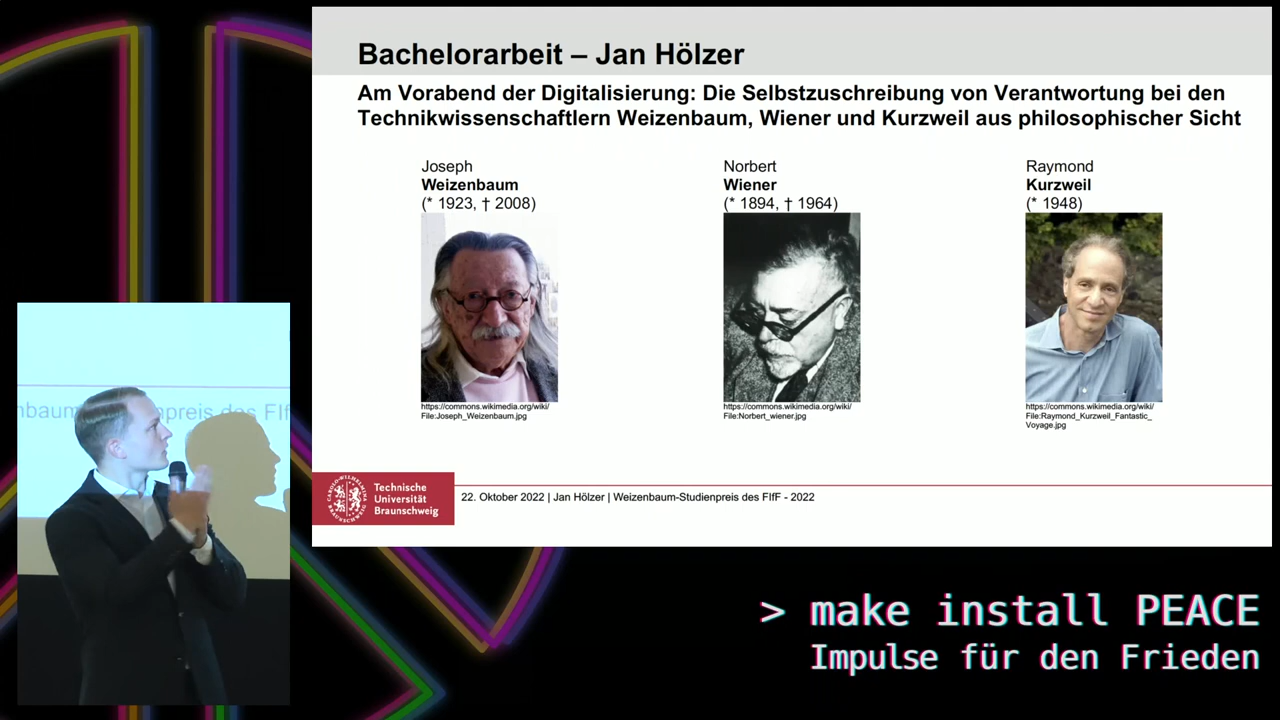 Bachelorarbeit – Jan Hölzer
Am Vorabend der Digitalisierung: Die Selbstzuschreibung von Verantwortung bei den
Technikwissenschaftlern Weizenbaum, Wiener und Kurzweil aus philosophischer Sicht
Joseph
Weizenbaum
(* 1923, † 2008)
https://commons.wikimedia.org/wiki/
File:Joseph_Weizenbaum.jpg
Norbert
Wiener
(* 1894, † 1964)
https://commons.wikimedia.org/wiki/
File:Norbert_wiener.jpg
Raymond
Kurzweil
(* 1948)
https://commons.wikimedia.org/wiki/
File:Raymond_Kurzweil_Fantastic_
Voyage.jpg
Technische
Universität
Braunschweig
22. Oktober 2022 | Jan Hölzer | Weizenbaum-Studienpreis des FIfF - 2022
> make install PEACE
Impulse für den Frieden